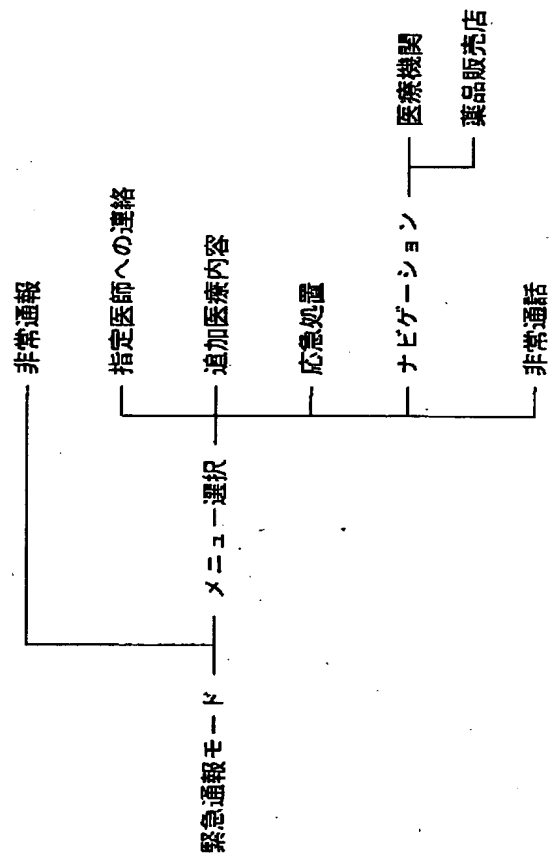 非常通報
指定医師への連絡
緊急通報モード
メニュー選択
追加医療内容
応急処置
ナビゲーション
医療機関
薬品販売店
非常通話